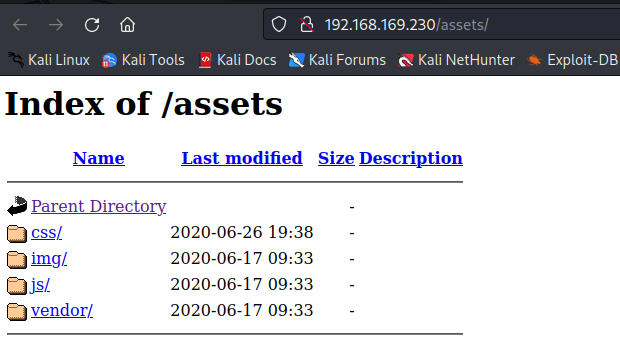 192.168.169.230/assets/
Kali Linux Kali Tools Kali Docs Kali Forums Kali NetHunter Exploit-DB
Index of /assets
Name Last modified Size Description
Parent Directory -
css/ 2020-06-26 19:38 -
img/ 2020-06-17 09:33 -
js/ 2020-06-17 09:33 -
vendor/ 2020-06-17 09:33 -